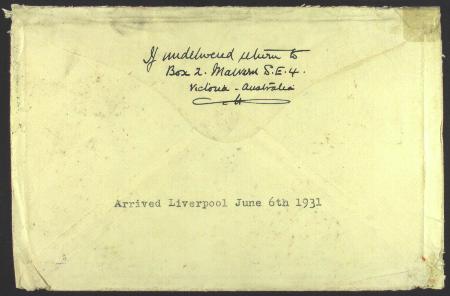 If undelivered return to
Box 2. Malvern S.E.4.
Victoria - Australia
Arrived Liverpool June 6th 1931